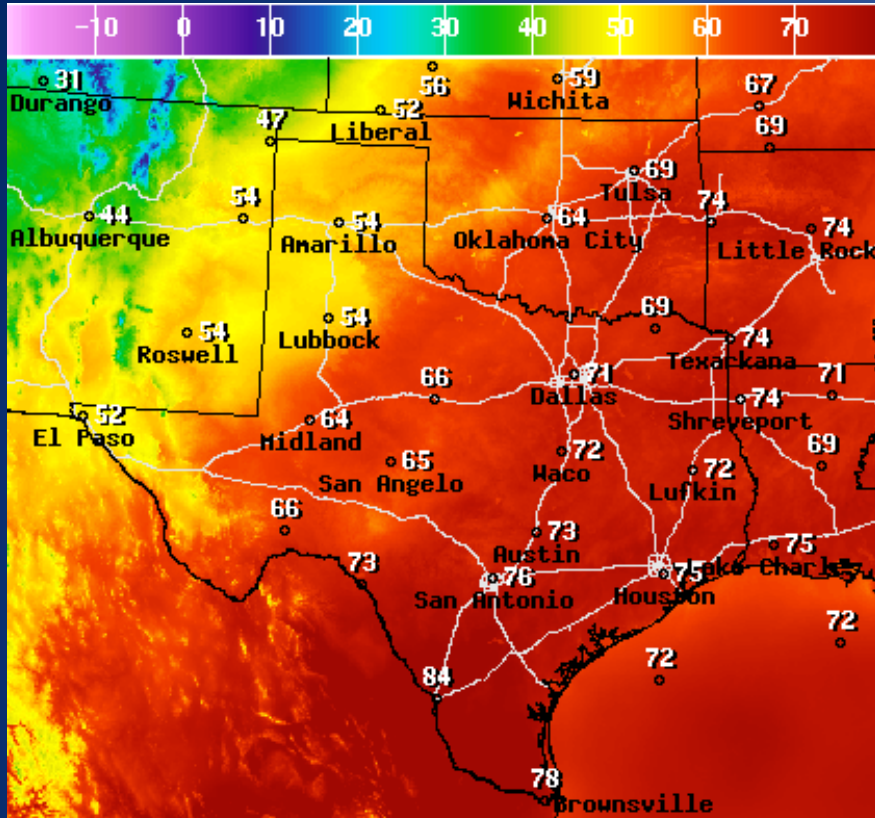 -10 0 10 20 30 40 50 60 70
31
Durango
56
59
Wichita
67
52
Liberal
47
69
69
Tulsa
44
Albuquerque
54
54
Amarillo
64
Oklahoma City
74
74
Little Rock
54
Roswell
54
Lubbock
69
74
Texarkana
71
Dallas
66
74
Shreveport
71
52
El Paso
64
Midland
65
San Angelo
72
Waco
72
Lufkin
69
66
73
Austin
75
Lake Charl
73
76
San Antonio
75
Houston
72
72
84
78
Brownsville